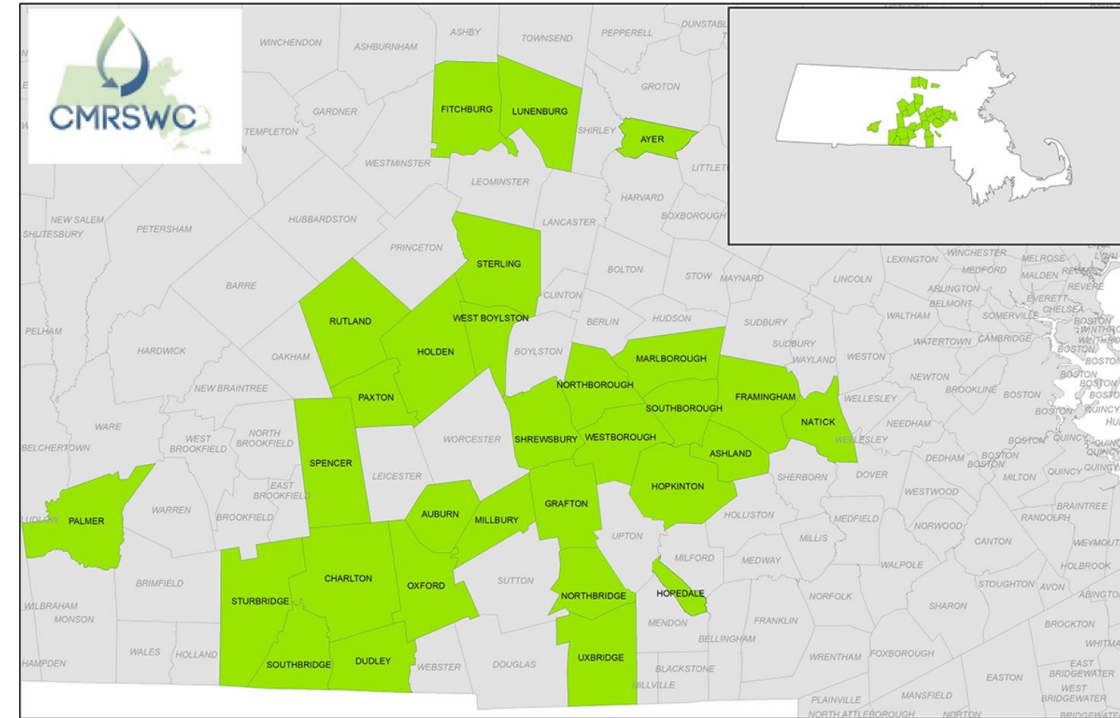 CMRSWC
WINCHENDON
ASHBURNHAM
ASHBY
TOWNSEND
PEPPERELL
GROTON
GARDNER
TEMPLETON
FITCHBURG
LUNENBURG
SHIRLEY
AYER
WESTMINSTER
LEOMINSTER
HARVARD
BOXBOROUGH
LANCASTER
NEW SALEM
SHUTESBURY
PETERSHAM
HUBBARDSTON
PRINCETON
STERLING
BOLTON
STOW
MAYNARD
BARRE
CLINTON
RUTLAND
WEST BOYLSTON
BERLIN
HUDSON
SUDBURY
LINCOLN
LEXINGTON
WINCHESTER
MEDFORD
MELROSE
MALDEN
REVERE
ARLINGTON
BELMONT
EVERETT
CHELSEA
SOMERVILLE
WALTHAM
WATERTOWN
CAMBRIDGE
BOSTON
PELHAM
HARDWICK
OAKHAM
HOLDEN
BOYLSTON
MARLBOROUGH
SUDBURY
WAYLAND
WESTON
NEWTON
BROOKLINE
BOSTON
NEW BRAINTREE
PAXTON
NORTHBOROUGH
SOUTHBOROUGH
FRAMINGHAM
NATICK
WELLESLEY
NEEDHAM
WARE
BELCHERTOWN
WEST
BROOKFIELD
NORTH
BROOKFIELD
SPENCER
LEICESTER
WORCESTER
SHREWSBURY
WESTBOROUGH
ASHLAND
WELLESLEY
DEDHAM
BOSTON
QUINCY
MILTON
HOPKINTON
SHERBORN
DOVER
WESTWOOD
EAST
BROOKFIELD
PALMER
WARREN
BROOKFIELD
AUBURN
MILLBURY
GRAFTON
UPTON
HOLLISTON
MEDFIELD
NORWOOD
RANDOLPH
BRAINTREE
CANTON
MILLIS
MILFORD
MEDWAY
WALPOLE
HOLBROOK
BRIMFIELD
STURBRIDGE
CHARLTON
OXFORD
SUTTON
NORTHBRIDGE
HOPEDALE
NORFOLK
SHARON
STOUGHTON
AVON
WILBRAHAM
MONSON
MENDON
FRANKLIN
BELLINGHAM
BROCKTON
HAMPDEN
WALES
HOLLAND
SOUTHBRIDGE
DUDLEY
WEBSTER
DOUGLAS
UXBRIDGE
BLACKSTONE
MILLVILLE
WRENTHAM
FOXBOROUGH
EASTON
EAST
BRIDGEWATER
WEST
BRIDGEWATER
PLAINVILLE
MANSFIELD
NORTH ATTLEBOROUGH
NORTON